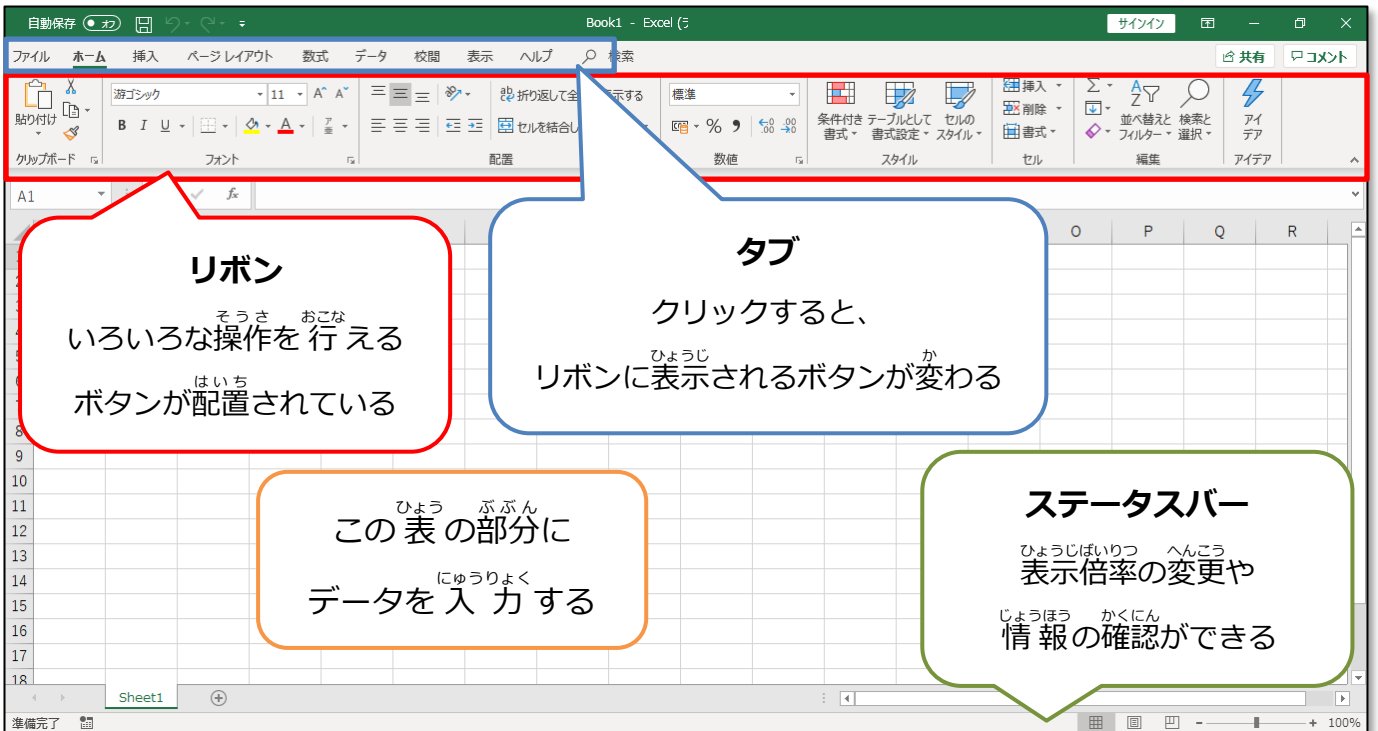 自動保存 オフ Book1 - Excel (ラ サインイン
ファイル ホーム 挿入 ページ レイアウト 数式 データ 校閲 表示 ヘルプ 検索 共有 コメント
游ゴシック 11 A^ A˅ ab 折り返して全 表示する 標準 挿入 Σ
貼り付け B I U A セルを結合し % 9 条件付き 書式 テーブルとして 書式設定 セルの スタイル 削除 書式 並べ替えと フィルター 検索と 選択 アイ デア
クリップボード フォント 配置 数値 スタイル セル 編集 アイデア
A1 fx
O P Q R
リボン
そうさ おこな
いろいろな操作を行える
はいち
ボタンが配置されている
タブ
クリックすると、
ひょうじ か
リボンに表示されるボタンが変わる
8
9
10
11
12
13
14
15
16
17
18
ひょう ぶぶん
この表の部分に
にゅうりょく
データを入力する
ステータスバー
ひょうじばいりつ へんこう
表示倍率の変更や
じょうほう かくにん
情報の確認ができる
Sheet1
準備完了 100%